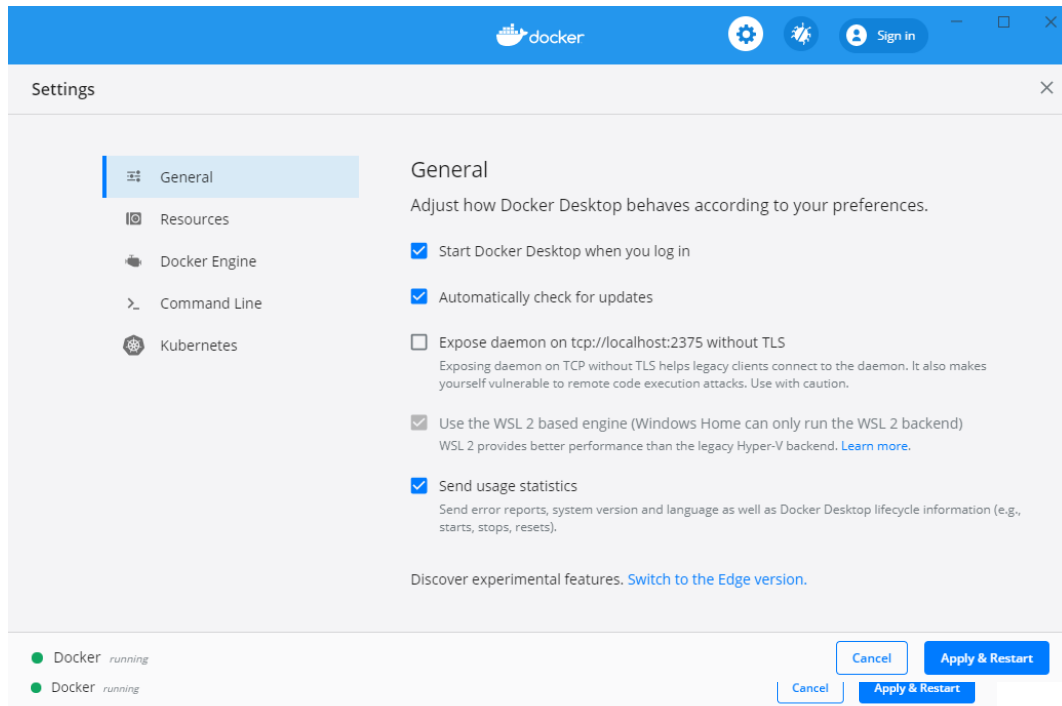 docker
Sign in
Settings
General
Resources
Docker Engine
Command Line
Kubernetes
General
Adjust how Docker Desktop behaves according to your preferences.
Start Docker Desktop when you log in
Automatically check for updates
Expose daemon on tcp://localhost:2375 without TLS
Exposing daemon on TCP without TLS helps legacy clients connect to the daemon. It also makes
yourself vulnerable to remote code execution attacks. Use with caution.
Use the WSL 2 based engine (Windows Home can only run the WSL 2 backend)
WSL 2 provides better performance than the legacy Hyper-V backend. Learn more.
Send usage statistics
Send error reports, system version and language as well as Docker Desktop lifecycle information (e.g.,
starts, stops, resets).
Discover experimental features. Switch to the Edge version.
Docker running
Cancel
Apply & Restart
Docker running
Cancel
Apply & Restart